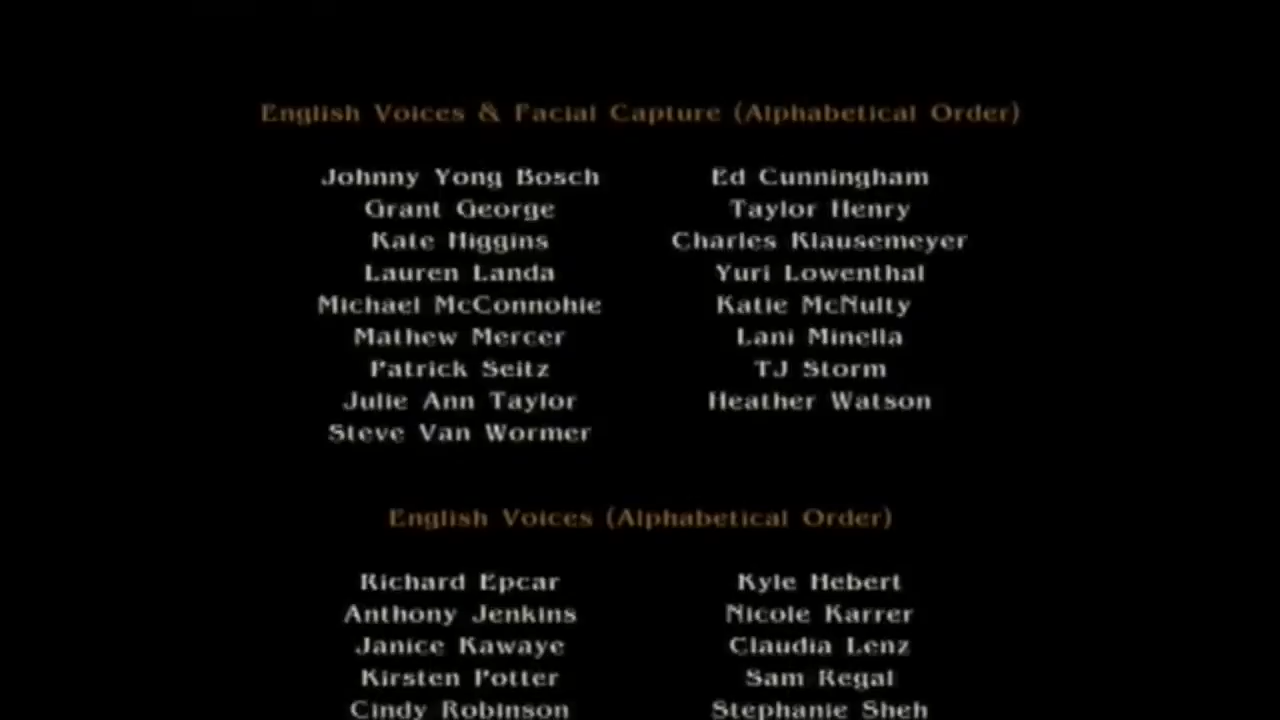 English Voices & Facial Capture (Alphabetical Order)
Johnny Yong Bosch Ed Cunningham
Grant George Taylor Henry
Kate Higgins Charles Klausemeyer
Lauren Landa Yuri Lowenthal
Michael McConnohie Katie McNulty
Mathew Mercer Lani Minella
Patrick Seitz TJ Storm
Julie Ann Taylor Heather Watson
Steve Van Wormer
English Voices (Alphabetical Order)
Richard Epcar Kyle Hebert
Anthony Jenkins Nicole Karrer
Janice Kawaye Claudia Lenz
Kirsten Potter Sam Regal
Cindy Robinson Stephanie Sheh